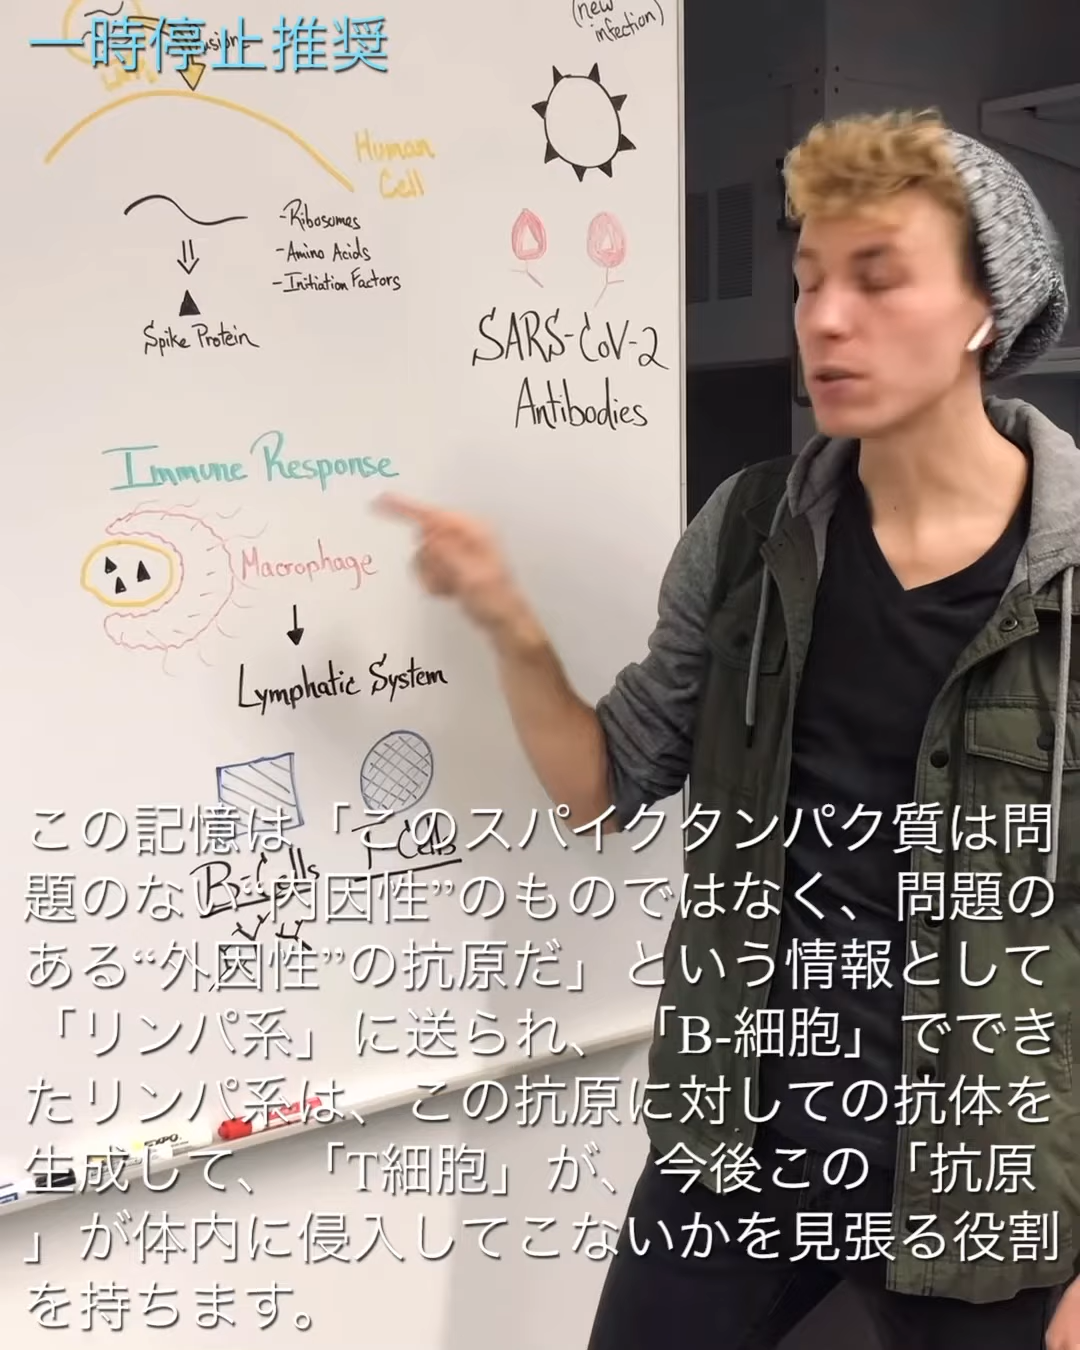 一時停止推奨
(new
infection)
Human
Cell
-Ribosomes
-Amino Acids
-Initiation Factors
Spike Protein
SARS-CoV-2
Antibodies
Immune Response
Macrophage
Lymphatic System
B-Cells
T-Cells
この記憶は「このスパイクタンパク質は問
題のない“内因性”のものではなく、問題の
ある“外因性”の抗原だ」という情報として
「リンパ系」に送られ、「B-細胞」ででき
たリンパ系は、この抗原に対しての抗体を
生成して、「T細胞」が、今後この「抗原
」が体内に侵入してこないかを見張る役割
を持ちます。
EXPO